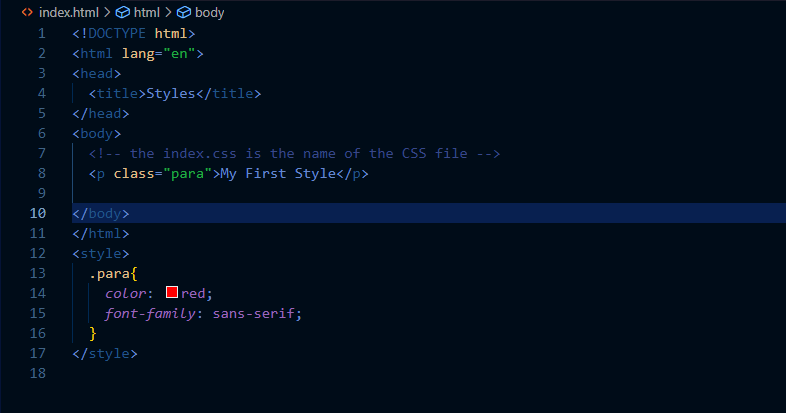 index.html > html > body
1 <!DOCTYPE html>
2 <html lang="en">
3 <head>
4   <title>Styles</title>
5 </head>
6 <body>
7   <!-- the index.css is the name of the CSS file -->
8   <p class="para">My First Style</p>
9
10 </body>
11 </html>
12 <style>
13   .para{
14     color: red;
15     font-family: sans-serif;
16   }
17 </style>
18